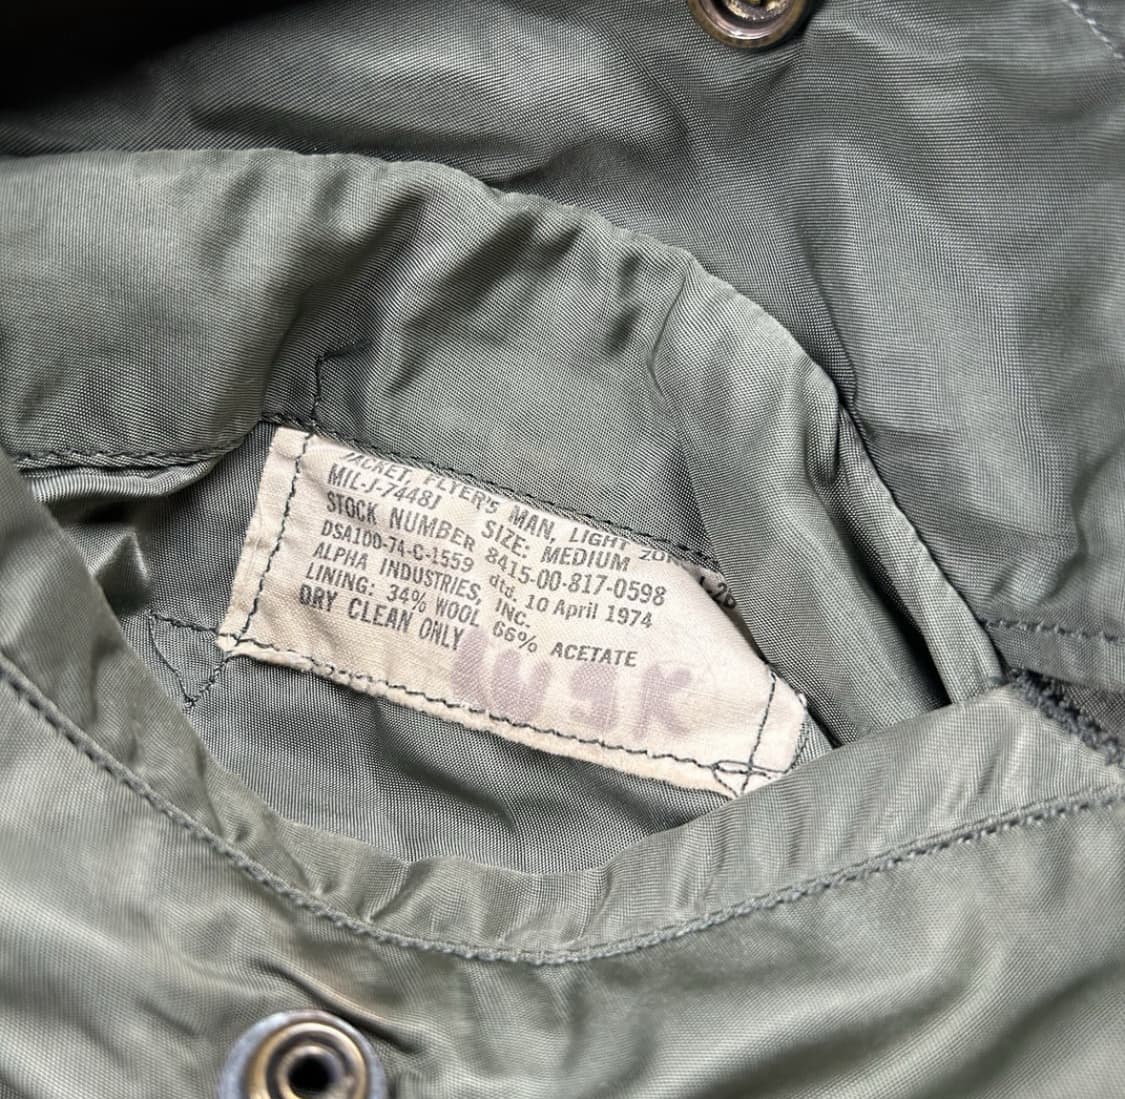 JACKET, FLYER'S MAN, LIGHT ZONE L-2B
MIL-J-7448J SIZE: MEDIUM
STOCK NUMBER 8415-00-817-0598
DSA100-74-C-1559 dtd. 10 April 1974
ALPHA INDUSTRIES, INC.
LINING: 34% WOOL 66% ACETATE
DRY CLEAN ONLY